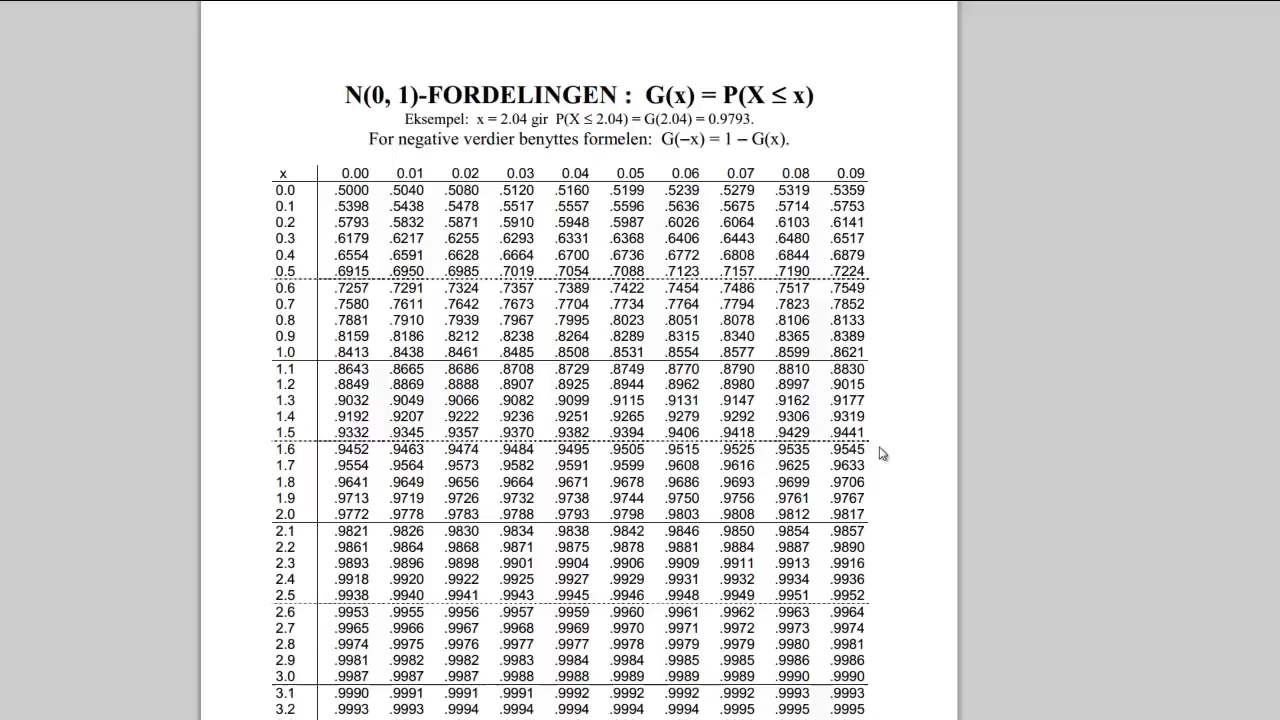 N(0, 1)-FORDELINGEN : G(x) = P(X ≤ x)
Eksempel: x = 2.04 gir P(X ≤ 2.04) = G(2.04) = 0.9793.
For negative verdier benyttes formelen: G(−x) = 1 − G(x).
x 0.00 0.01 0.02 0.03 0.04 0.05 0.06 0.07 0.08 0.09
0.0 .5000 .5040 .5080 .5120 .5160 .5199 .5239 .5279 .5319 .5359
0.1 .5398 .5438 .5478 .5517 .5557 .5596 .5636 .5675 .5714 .5753
0.2 .5793 .5832 .5871 .5910 .5948 .5987 .6026 .6064 .6103 .6141
0.3 .6179 .6217 .6255 .6293 .6331 .6368 .6406 .6443 .6480 .6517
0.4 .6554 .6591 .6628 .6664 .6700 .6736 .6772 .6808 .6844 .6879
0.5 .6915 .6950 .6985 .7019 .7054 .7088 .7123 .7157 .7190 .7224
0.6 .7257 .7291 .7324 .7357 .7389 .7422 .7454 .7486 .7517 .7549
0.7 .7580 .7611 .7642 .7673 .7704 .7734 .7764 .7794 .7823 .7852
0.8 .7881 .7910 .7939 .7967 .7995 .8023 .8051 .8078 .8106 .8133
0.9 .8159 .8186 .8212 .8238 .8264 .8289 .8315 .8340 .8365 .8389
1.0 .8413 .8438 .8461 .8485 .8508 .8531 .8554 .8577 .8599 .8621
1.1 .8643 .8665 .8686 .8708 .8729 .8749 .8770 .8790 .8810 .8830
1.2 .8849 .8869 .8888 .8907 .8925 .8944 .8962 .8980 .8997 .9015
1.3 .9032 .9049 .9066 .9082 .9099 .9115 .9131 .9147 .9162 .9177
1.4 .9192 .9207 .9222 .9236 .9251 .9265 .9279 .9292 .9306 .9319
1.5 .9332 .9345 .9357 .9370 .9382 .9394 .9406 .9418 .9429 .9441
1.6 .9452 .9463 .9474 .9484 .9495 .9505 .9515 .9525 .9535 .9545
1.7 .9554 .9564 .9573 .9582 .9591 .9599 .9608 .9616 .9625 .9633
1.8 .9641 .9649 .9656 .9664 .9671 .9678 .9686 .9693 .9699 .9706
1.9 .9713 .9719 .9726 .9732 .9738 .9744 .9750 .9756 .9761 .9767
2.0 .9772 .9778 .9783 .9788 .9793 .9798 .9803 .9808 .9812 .9817
2.1 .9821 .9826 .9830 .9834 .9838 .9842 .9846 .9850 .9854 .9857
2.2 .9861 .9864 .9868 .9871 .9875 .9878 .9881 .9884 .9887 .9890
2.3 .9893 .9896 .9898 .9901 .9904 .9906 .9909 .9911 .9913 .9916
2.4 .9918 .9920 .9922 .9925 .9927 .9929 .9931 .9932 .9934 .9936
2.5 .9938 .9940 .9941 .9943 .9945 .9946 .9948 .9949 .9951 .9952
2.6 .9953 .9955 .9956 .9957 .9959 .9960 .9961 .9962 .9963 .9964
2.7 .9965 .9966 .9967 .9968 .9969 .9970 .9971 .9972 .9973 .9974
2.8 .9974 .9975 .9976 .9977 .9977 .9978 .9979 .9979 .9980 .9981
2.9 .9981 .9982 .9982 .9983 .9984 .9984 .9985 .9985 .9986 .9986
3.0 .9987 .9987 .9987 .9988 .9988 .9989 .9989 .9989 .9990 .9990
3.1 .9990 .9991 .9991 .9991 .9992 .9992 .9992 .9992 .9993 .9993
3.2 .9993 .9993 .9994 .9994 .9994 .9994 .9994 .9995 .9995 .9995